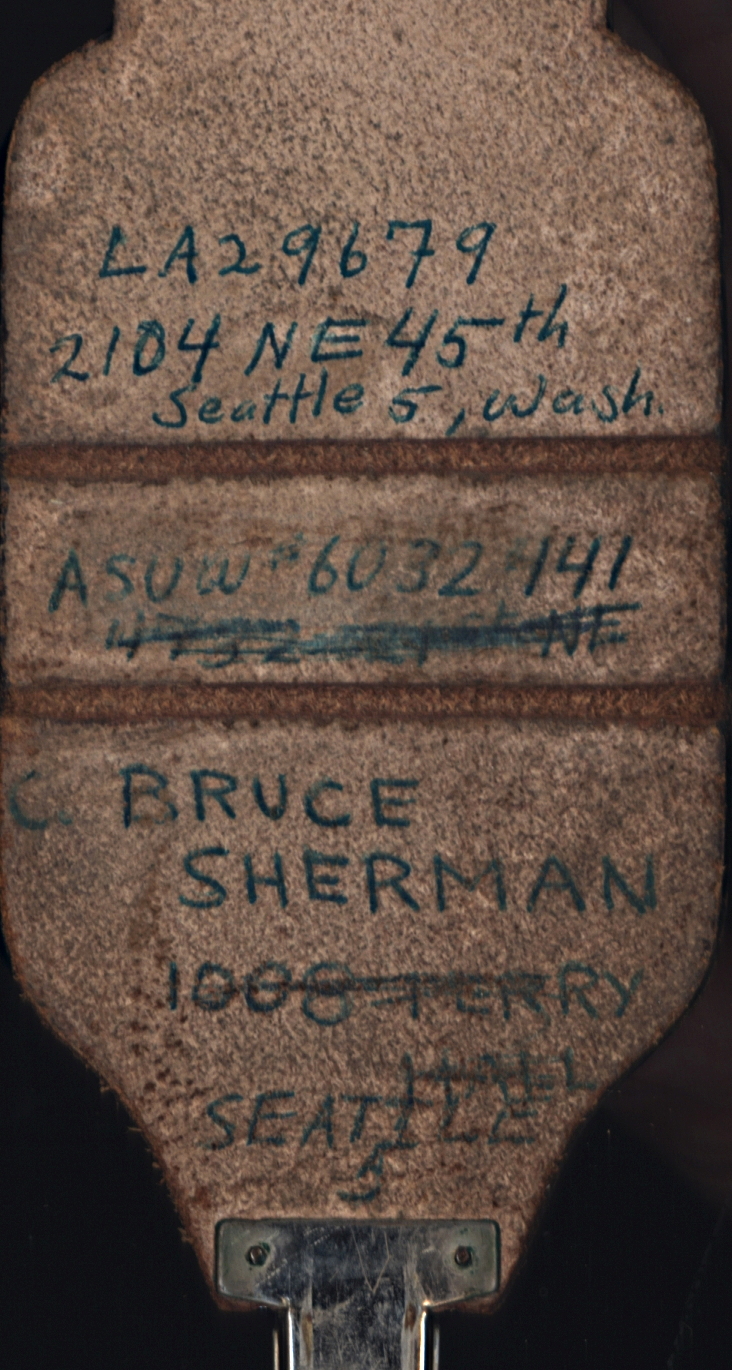 LA29679
2104 NE 45th
Seattle 5, Wash.
ASUW #6032 #141
NE
C. BRUCE
SHERMAN
1008 TERRY
HALL
SEATTLE
5